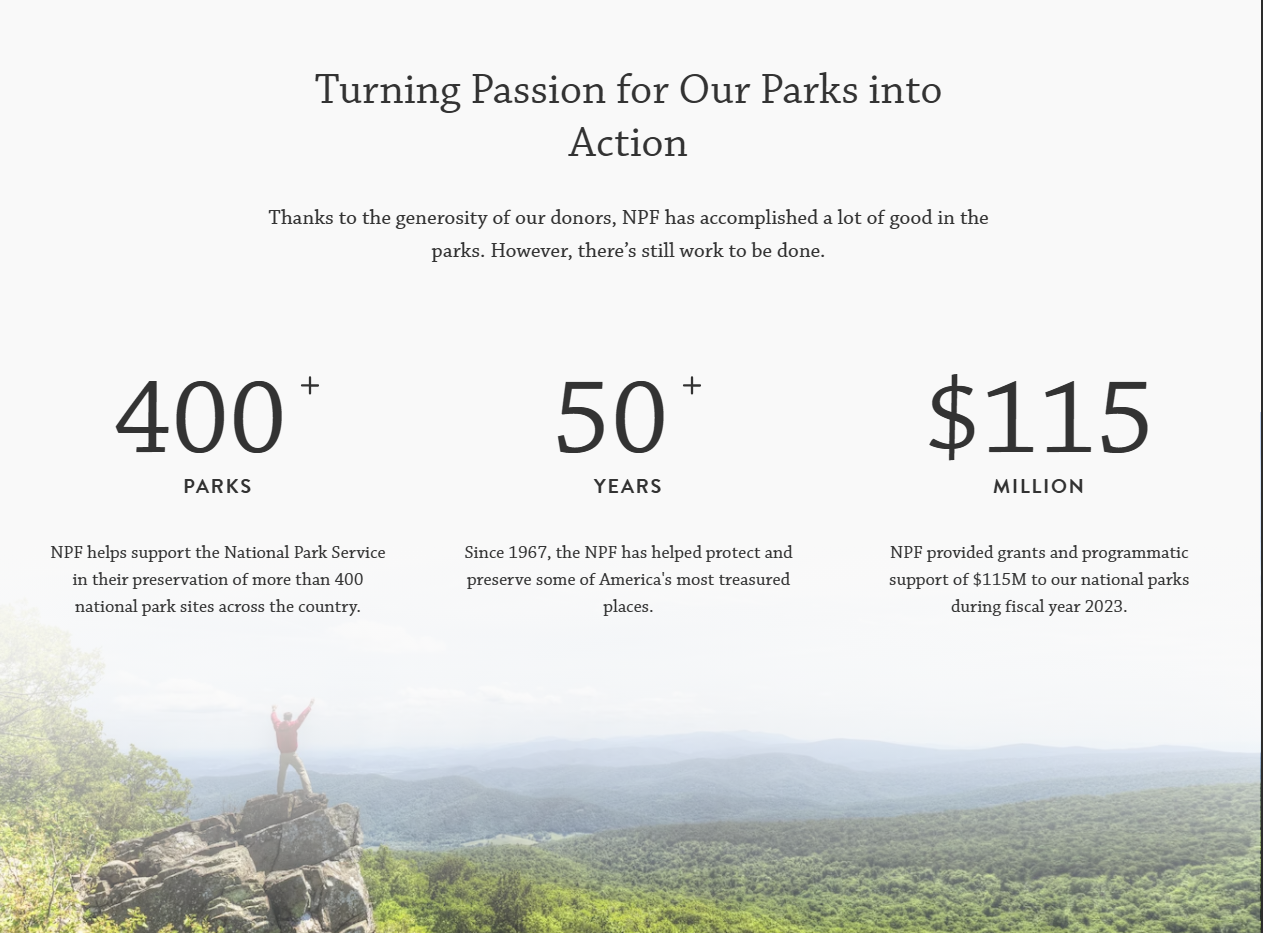 Turning Passion for Our Parks into
Action
Thanks to the generosity of our donors, NPF has accomplished a lot of good in the
parks. However, there’s still work to be done.
400+
PARKS
NPF helps support the National Park Service
in their preservation of more than 400
national park sites across the country.
50+
YEARS
Since 1967, the NPF has helped protect and
preserve some of America's most treasured
places.
$115
MILLION
NPF provided grants and programmatic
support of $115M to our national parks
during fiscal year 2023.